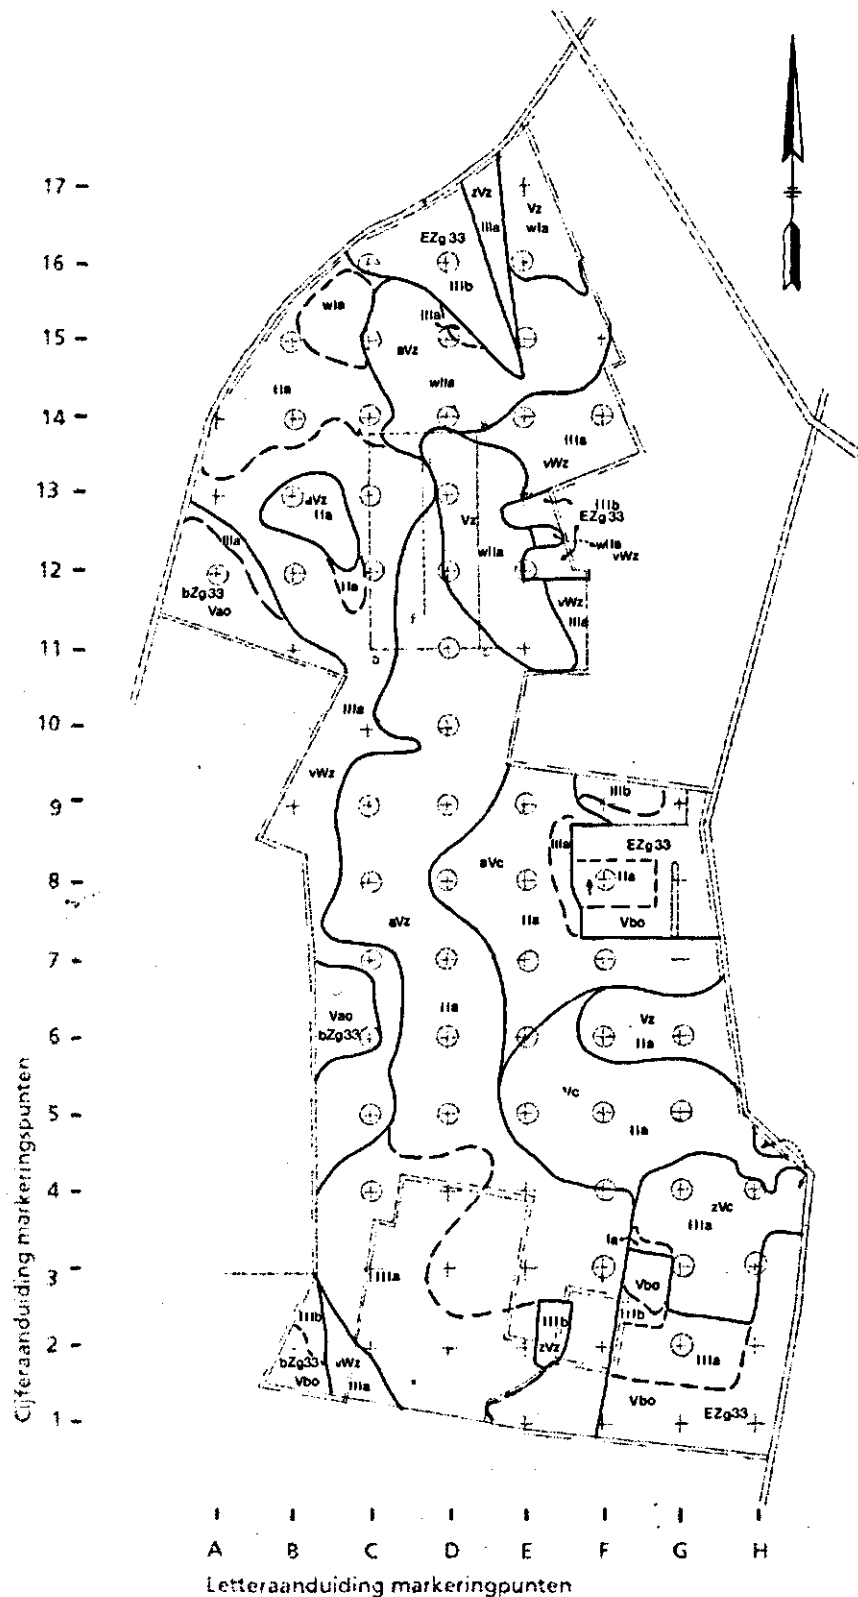 17 –
zVz
Vz
IIIa
wIa
EZg33
16 –
IIIb
wIa
IIIa
15 –
aVz
IIa
wIIa
14 –
IIIa
vWz
13 –
aVz
IIIb
IIa
Vz
EZg33
IIIa
wIIa
wIIa
vWz
12 –
IIa
bZg33
vWz
Vao
IIIa
f
11 –
IIIa
10 –
vWz
IIIb
9 –
IIIa
EZg33
aVc
8 –
IIa
IIa
aVz
Vbo
7 –
IIa
Vz
Vao
6 –
bZg33
IIa
Vc
5 –
IIa
4 –
zVc
IIIa
Ia
3 –
IIIa
Vbo
IIIb
IIIb
IIIb
2 –
bZg33
vWz
zVz
IIIa
Vbo
IIIa
Vbo
EZg33
1 –
Cijferaanduiding markeringspunten
A B C D E F G H
Letteraanduiding markeringpunten